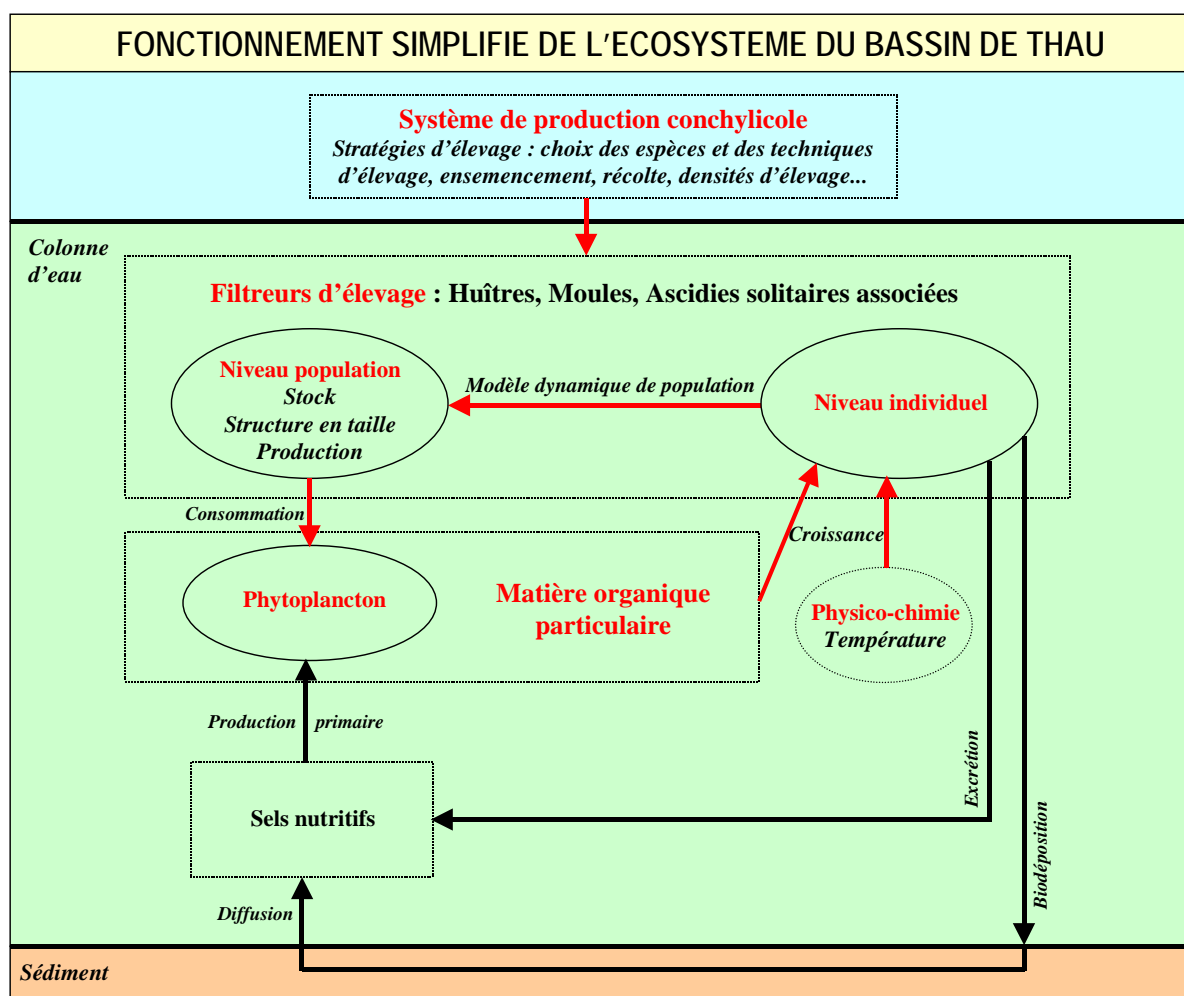 FONCTIONNEMENT SIMPLIFIE DE L'ECOSYSTEME DU BASSIN DE THAU
Système de production conchylicole
Stratégies d'élevage : choix des espèces et des techniques
d'élevage, ensemencement, récolte, densités d'élevage...
Colonne
d'eau
Filtreurs d'élevage : Huîtres, Moules, Ascidies solitaires associées
Niveau population
Stock
Structure en taille
Production
Modèle dynamique de population
Niveau individuel
Consommation
Croissance
Phytoplancton
Matière organique
particulaire
Physico-chimie
Température
Production primaire
Excrétion
Biodéposition
Sels nutritifs
Diffusion
Sédiment